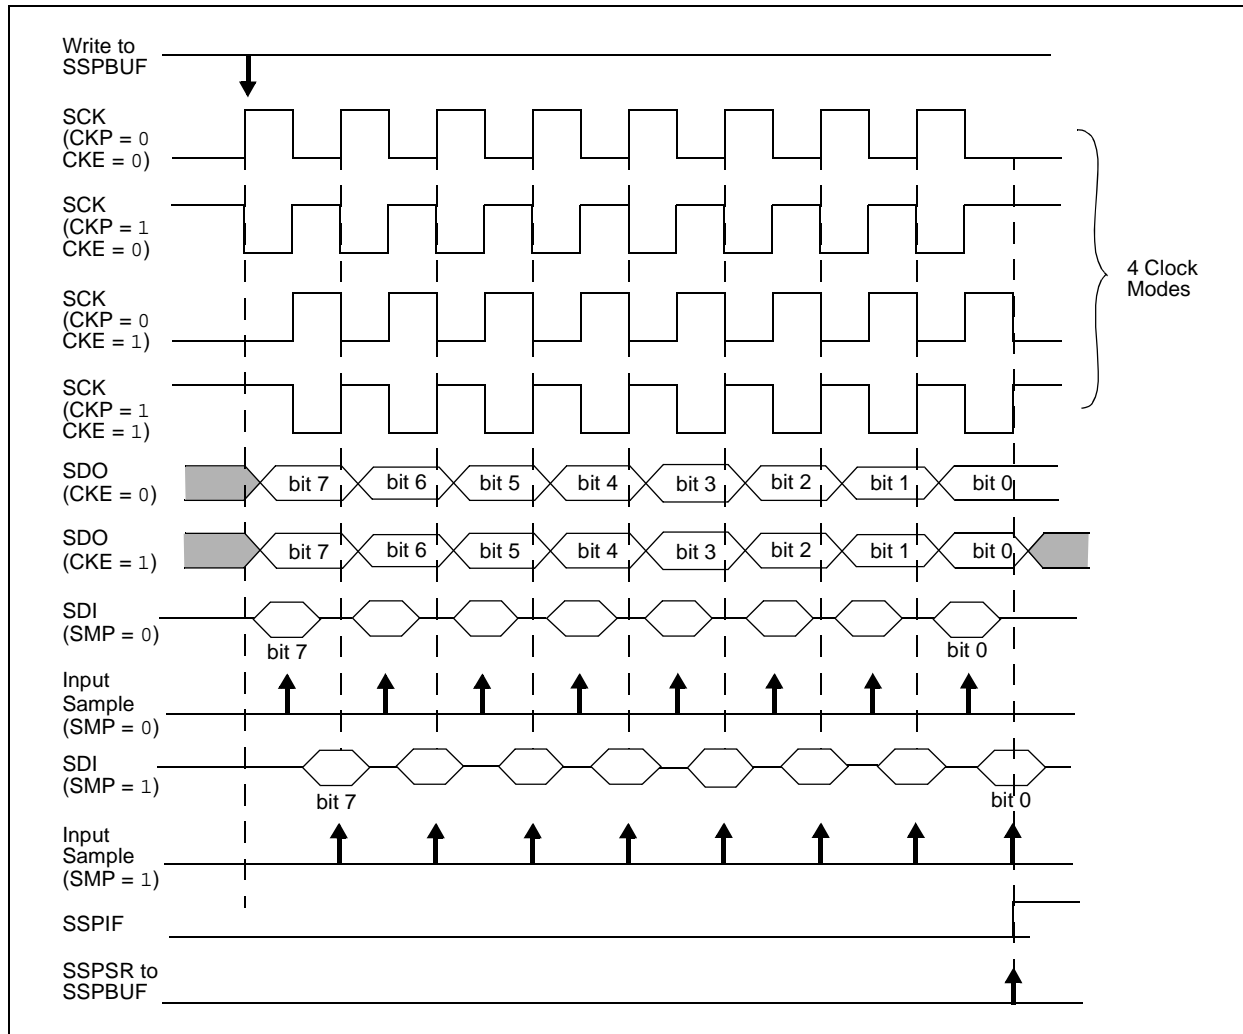 Write to
SSPBUF
SCK
(CKP = 0
CKE = 0)
SCK
(CKP = 1
CKE = 0)
4 Clock
Modes
SCK
(CKP = 0
CKE = 1)
SCK
(CKP = 1
CKE = 1)
SDO
(CKE = 0)
bit 7 bit 6 bit 5 bit 4 bit 3 bit 2 bit 1 bit 0
SDO
(CKE = 1)
bit 7 bit 6 bit 5 bit 4 bit 3 bit 2 bit 1 bit 0
SDI
(SMP = 0)
bit 7 bit 0
Input
Sample
(SMP = 0)
SDI
(SMP = 1)
bit 7 bit 0
Input
Sample
(SMP = 1)
SSPIF
SSPSR to
SSPBUF